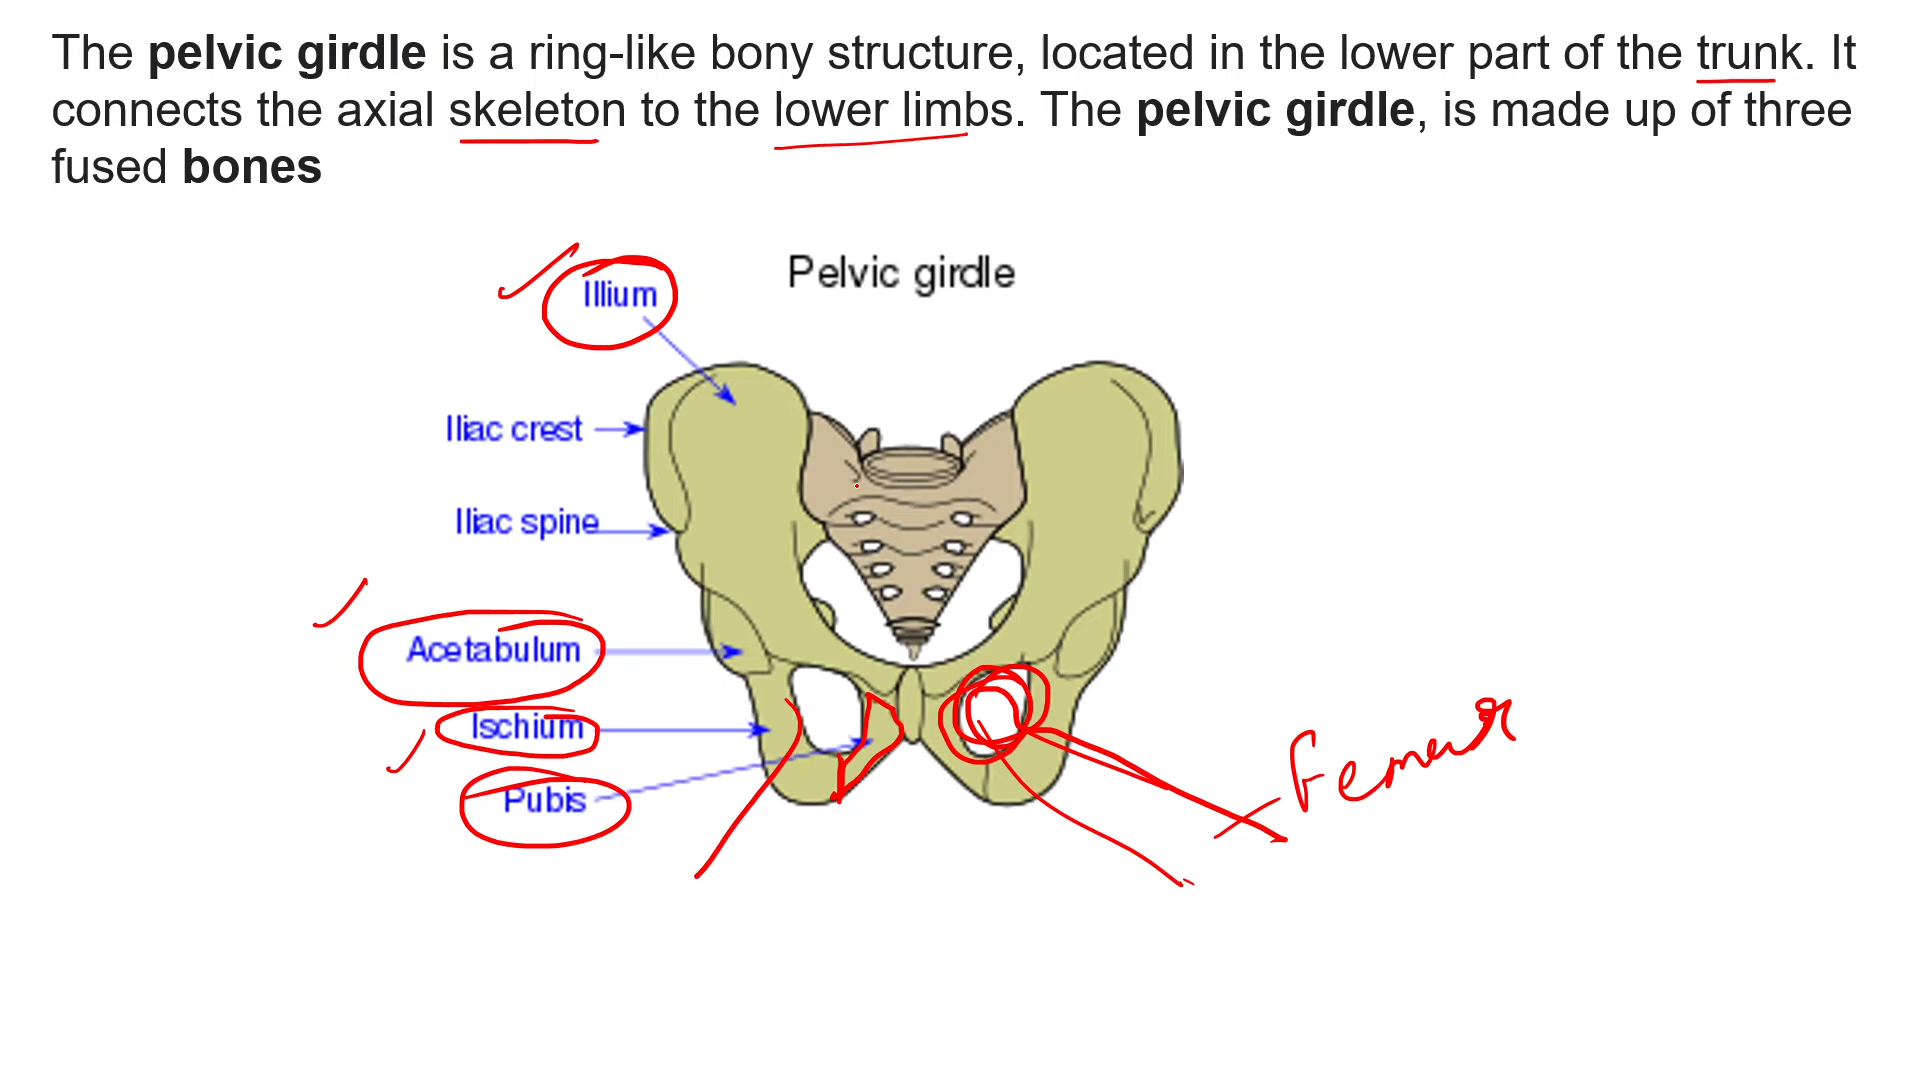 The pelvic girdle is a ring-like bony structure, located in the lower part of the trunk. It
connects the axial skeleton to the lower limbs. The pelvic girdle, is made up of three
fused bones
Pelvic girdle
Illium
Iliac crest
Iliac spine
Acetabulum
Ischium
Pubis
Femur